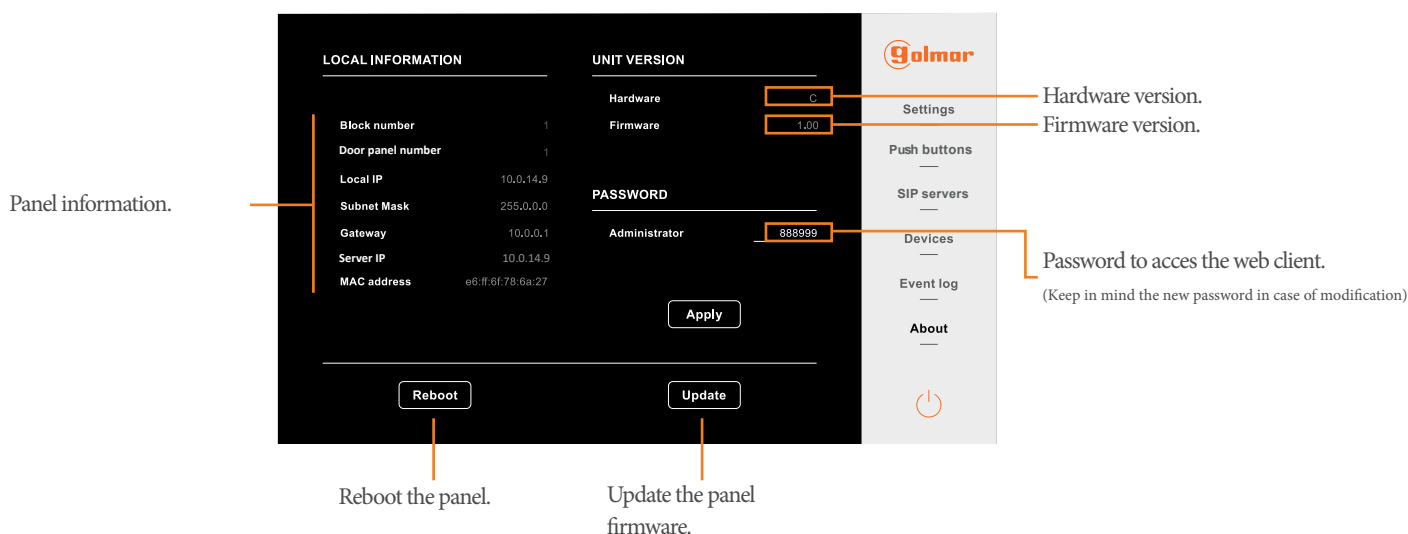 golmar
LOCAL INFORMATION
UNIT VERSION
Hardware C
Hardware version.
Settings
Firmware 1.00
Firmware version.
Block number 1
Door panel number 1
Push buttons
Local IP 10.0.14.9
PASSWORD
SIP servers
Panel information.
Subnet Mask 255.0.0.0
Gateway 10.0.0.1
Administrator 888999
Devices
Server IP 10.0.14.9
Password to acces the web client.
MAC address e6:ff:6f:78:6a:27
Event log
(Keep in mind the new password in case of modification)
Apply
About
Reboot
Update
Reboot the panel.
Update the panel
firmware.